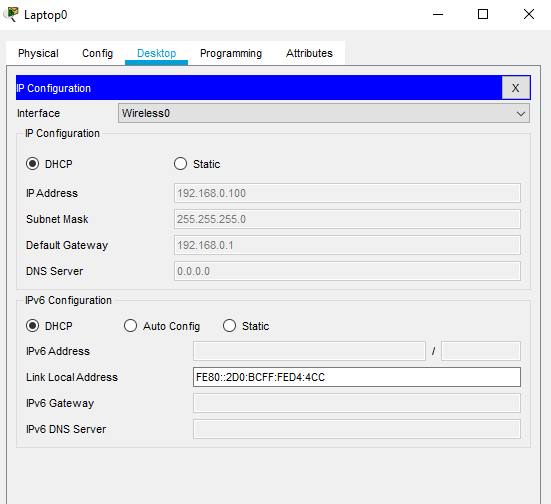 Laptop0
Physical Config Desktop Programming Attributes
IP Configuration X
Interface Wireless0
IP Configuration
DHCP Static
IP Address 192.168.0.100
Subnet Mask 255.255.255.0
Default Gateway 192.168.0.1
DNS Server 0.0.0.0
IPv6 Configuration
DHCP Auto Config Static
IPv6 Address /
Link Local Address FE80::2D0:BCFF:FED4:4CC
IPv6 Gateway
IPv6 DNS Server